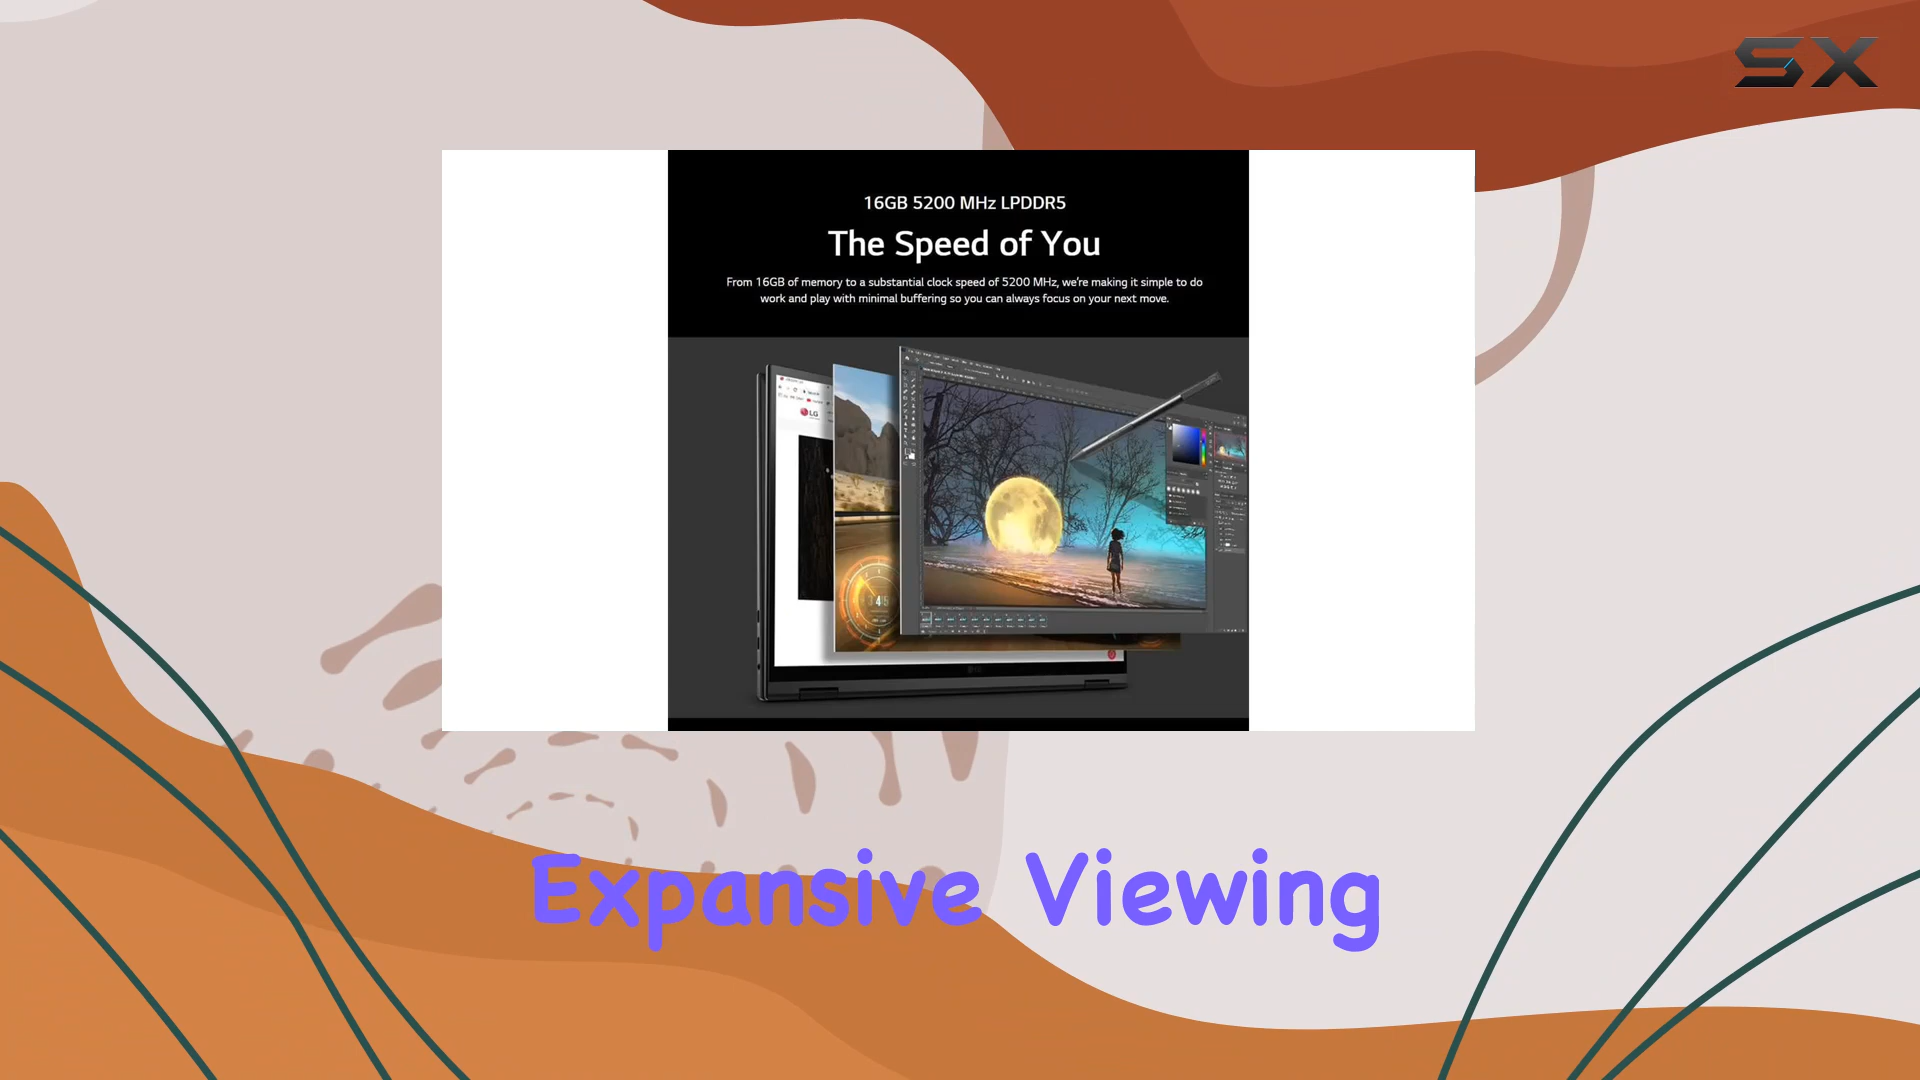 SX
16GB 5200 MHz LPDDR5
The Speed of You
From 16GB of memory to a substantial clock speed of 5200 MHz, we're making it simple to do
work and play with minimal buffering so you can always focus on your next move.
LG
Expansive Viewing